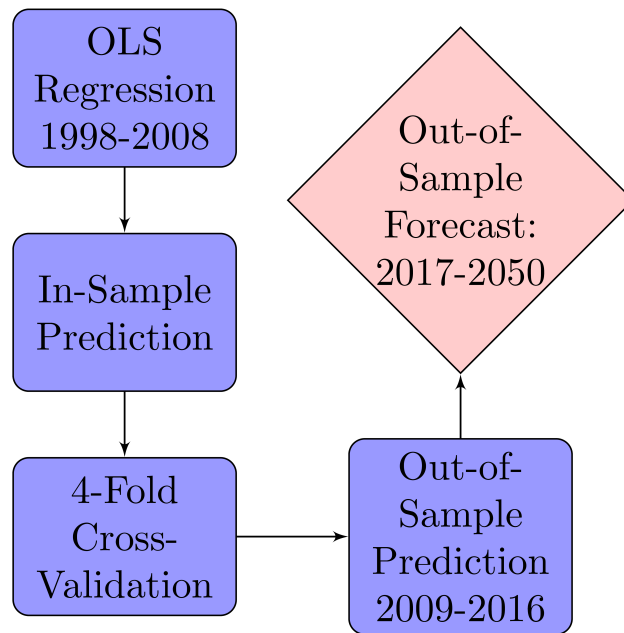 OLS
Regression
1998-2008
In-Sample
Prediction
4-Fold
Cross-
Validation
Out-of-
Sample
Prediction
2009-2016
Out-of-
Sample
Forecast:
2017-2050